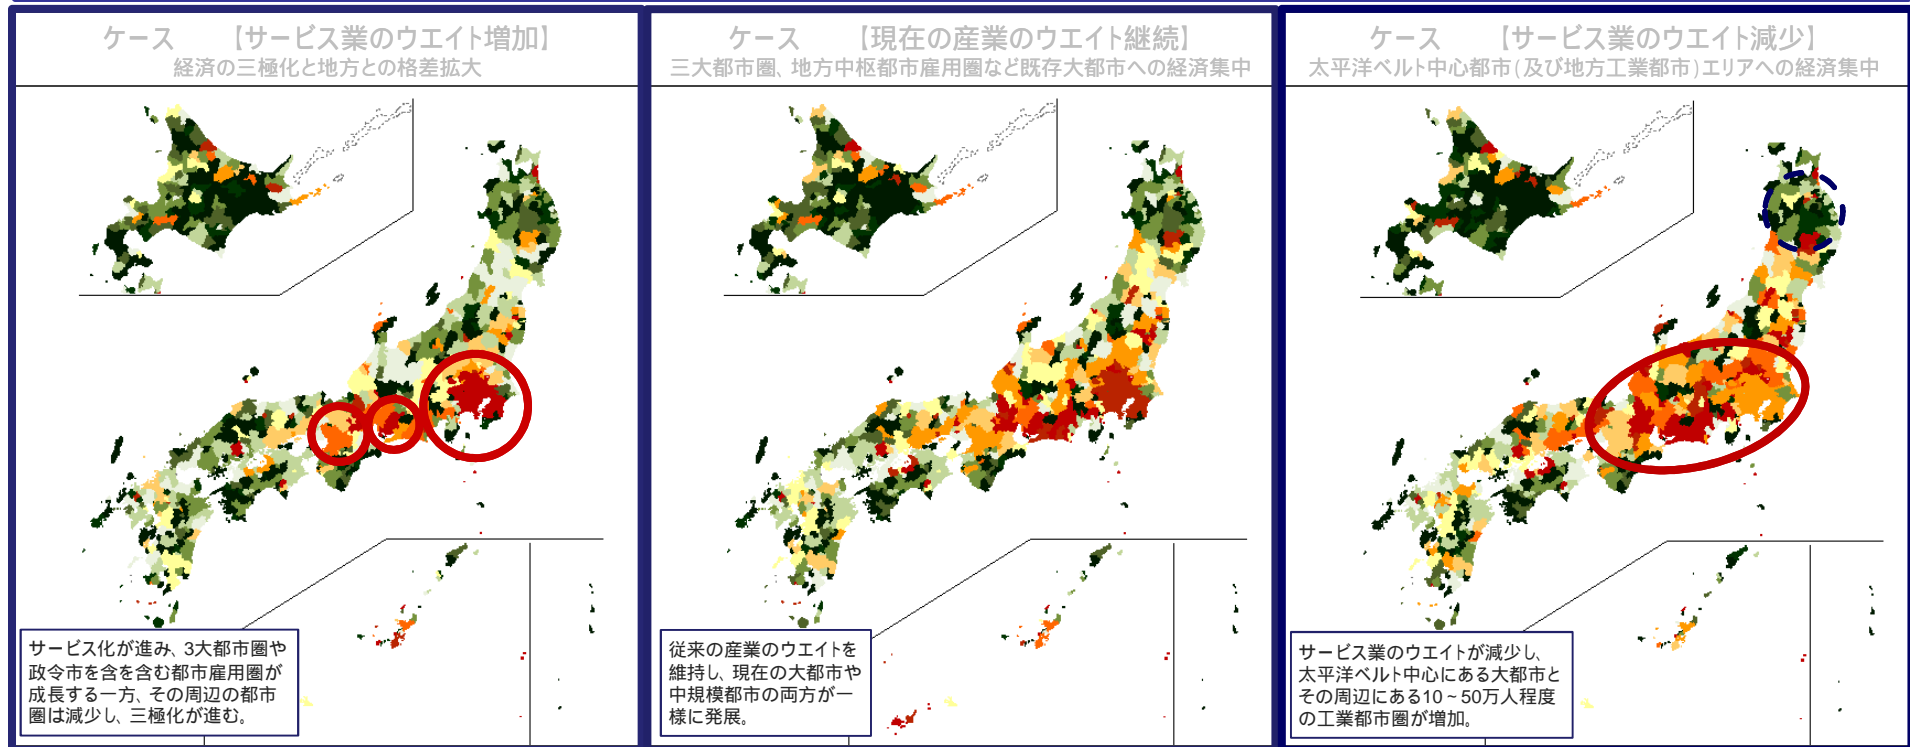 ケース 【サービス業のウエイト増加】
経済の三極化と地方との格差拡大
サービス化が進み、3大都市圏や
政令市を含を含む都市雇用圏が
成長する一方、その周辺の都市
圏は減少し、三極化が進む。
ケース 【現在の産業のウエイト継続】
三大都市圏、地方中枢都市雇用圏など既存大都市への経済集中
従来の産業のウエイトを
維持し、現在の大都市や
中規模都市の両方が一
様に発展。
ケース 【サービス業のウエイト減少】
太平洋ベルト中心都市(及び地方工業都市)エリアへの経済集中
サービス業のウエイトが減少し、
太平洋ベルト中心にある大都市と
その周辺にある10~50万人程度
の工業都市圏が増加。